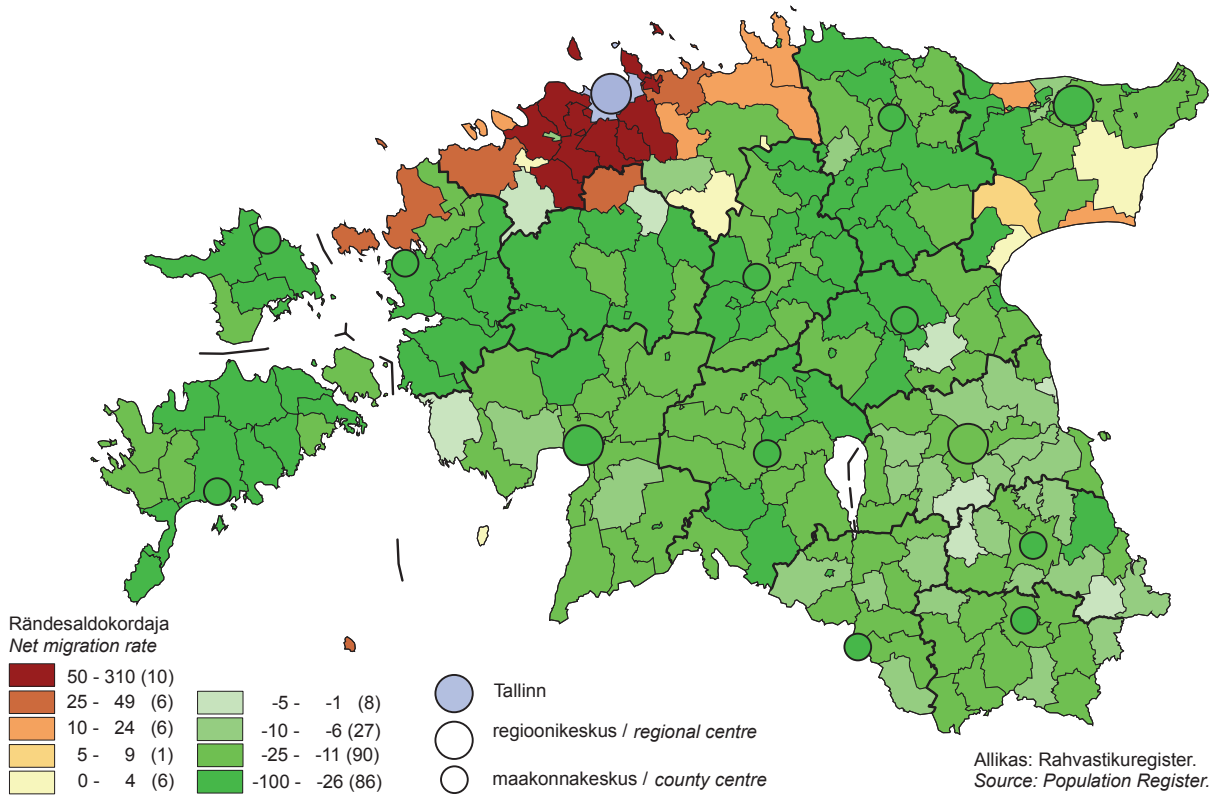 Rändesaldokordaja
Net migration rate
50 - 310 (10)
25 - 49 (6)
10 - 24 (6)
5 - 9 (1)
0 - 4 (6)
-5 - -1 (8)
-10 - -6 (27)
-25 - -11 (90)
-100 - -26 (86)
Tallinn
regioonikeskus / regional centre
maakonnakeskus / county centre
Allikas: Rahvastikuregister.
Source: Population Register.